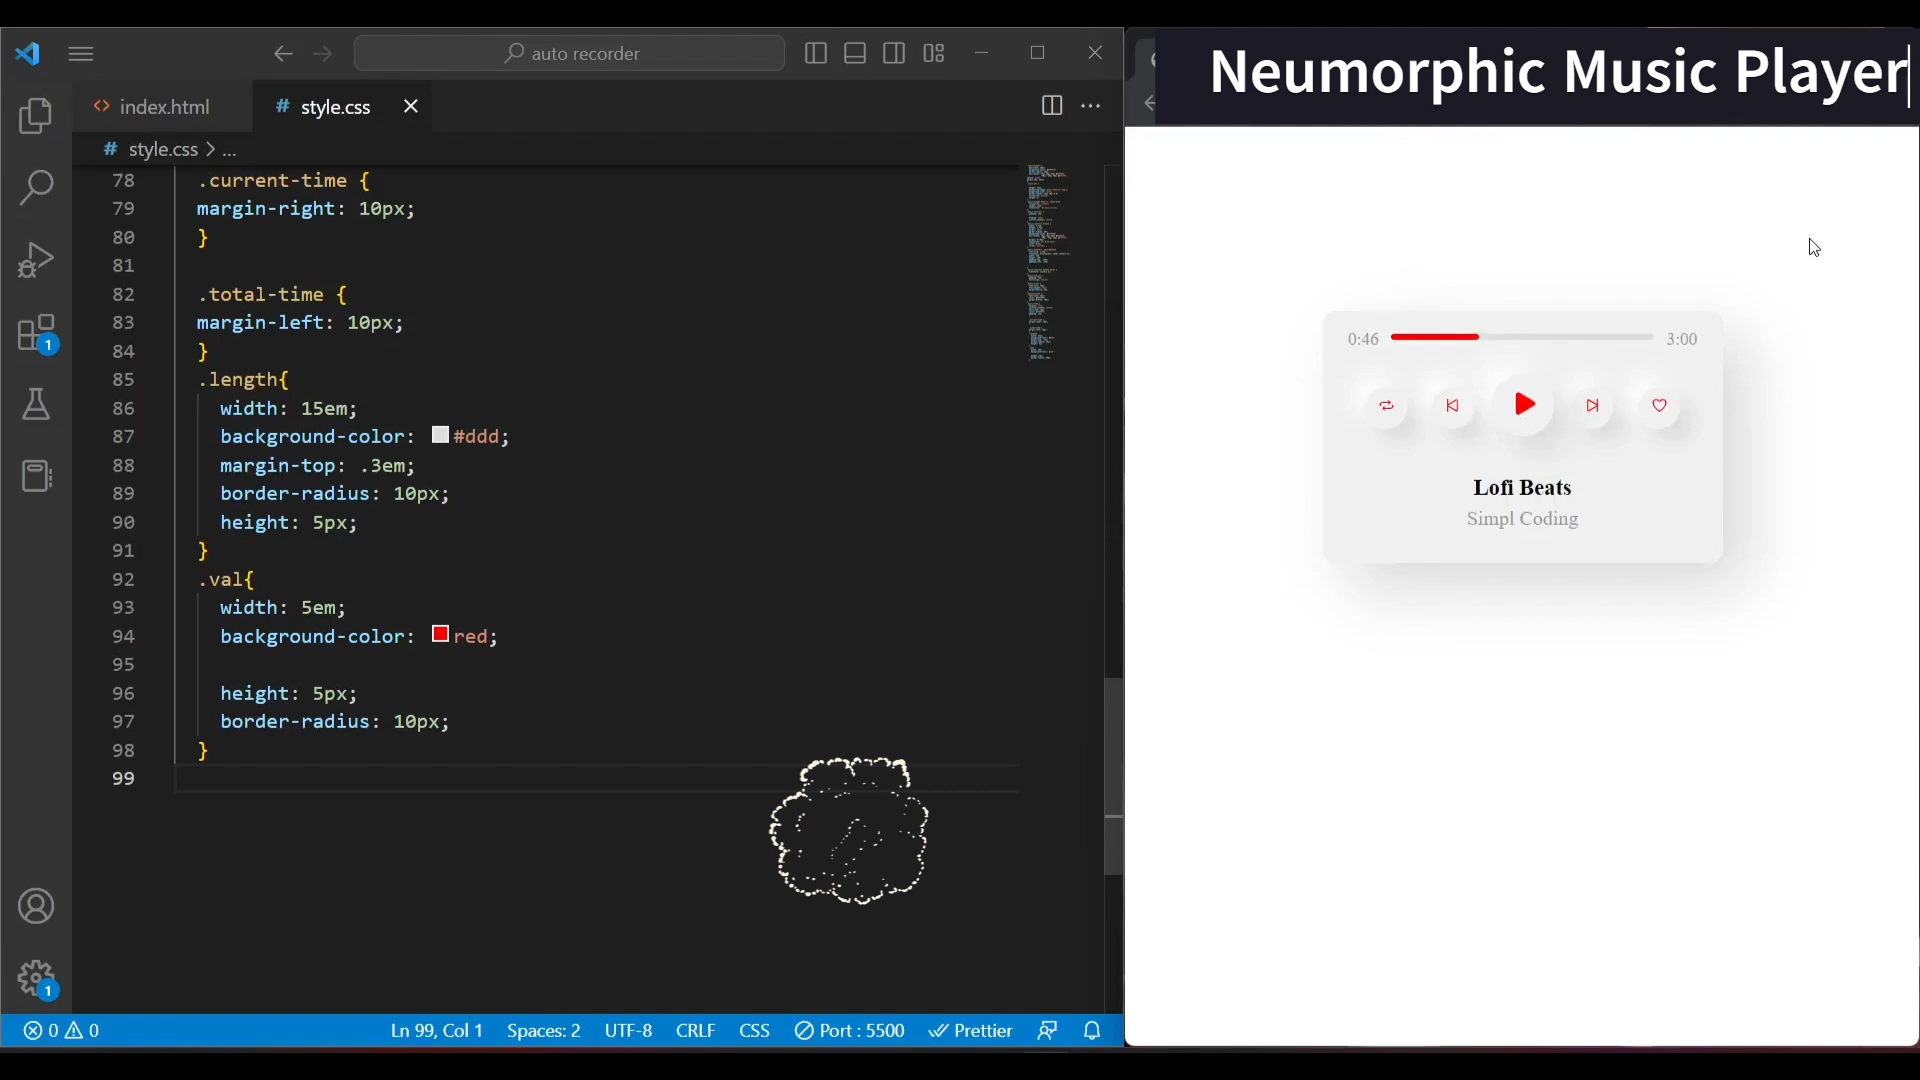 auto recorder
Neumorphic Music Player
index.html
# style.css
# style.css > ...
78 .current-time {
79 margin-right: 10px;
80 }
81
82 .total-time {
83 margin-left: 10px;
84 }
85 .length{
86 width: 15em;
87 background-color: #ddd;
88 margin-top: .3em;
89 border-radius: 10px;
90 height: 5px;
91 }
92 .val{
93 width: 5em;
94 background-color: red;
95
96 height: 5px;
97 border-radius: 10px;
98 }
99
1
1
0 0
Ln 99, Col 1
Spaces: 2
UTF-8
CRLF
CSS
Port : 5500
Prettier
0:46
3:00
Lofi Beats
Simpl Coding